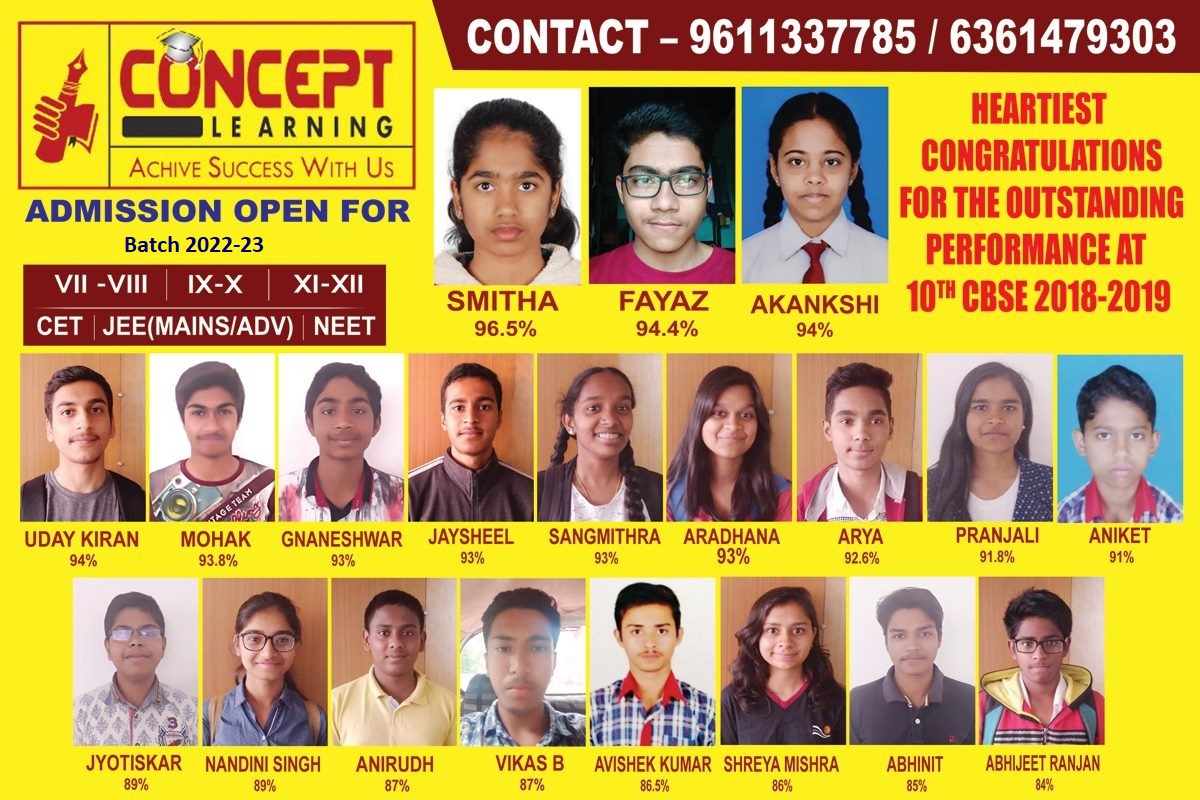 CONCEPT
LEARNING
ACHIVE SUCCESS WITH US
ADMISSION OPEN FOR
Batch 2022-23
VII -VIII | IX-X | XI-XII
CET | JEE(MAINS/ADV) | NEET
CONTACT – 9611337785 / 6361479303
HEARTIEST
CONGRATULATIONS
FOR THE OUTSTANDING
PERFORMANCE AT
10TH CBSE 2018-2019
SMITHA FAYAZ AKANKSHI
96.5% 94.4% 94%
UDAY KIRAN MOHAK GNANESHWAR JAYSHEEL SANGMITHRA ARADHANA ARYA PRANJALI ANIKET
94% 93.8% 93% 93% 93% 93% 92.6% 91.8% 91%
JYOTISKAR NANDINI SINGH ANIRUDH VIKAS B AVISHEK KUMAR SHREYA MISHRA ABHINIT ABHIJEET RANJAN
89% 89% 87% 87% 86.5% 86% 85% 84%